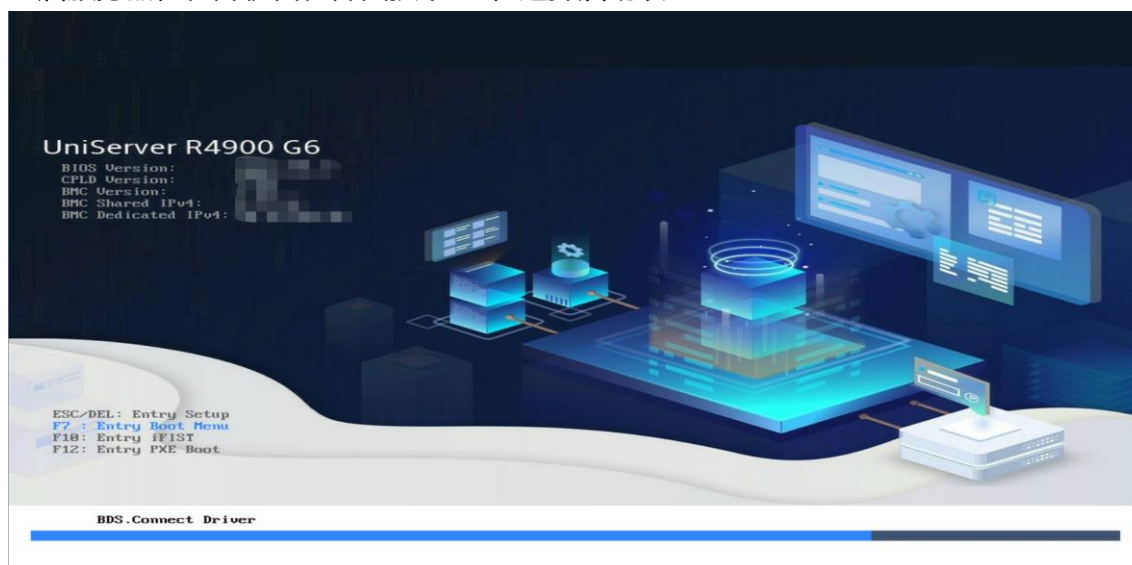 UniServer R4900 G6
BIOS Version:
CPLD Version:
BMC Version:
BMC Shared IPv4:
BMC Dedicated IPv4:
ESC/DEL: Entry Setup
F7 : Entry Boot Menu
F10: Entry iFIST
F12: Entry PXE Boot
BDS.Connect Driver